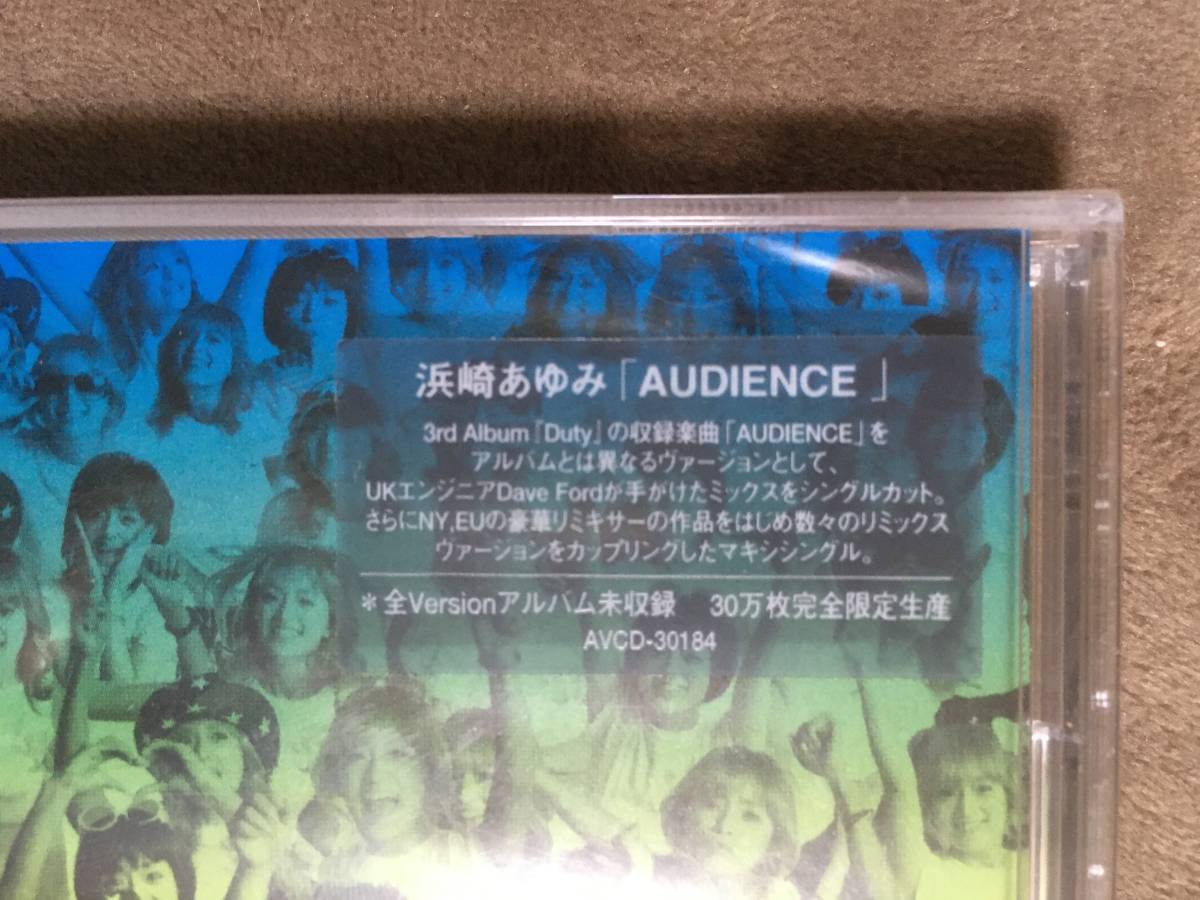 浜崎あゆみ「AUDIENCE 」
3rd Album『Duty』の収録楽曲「AUDIENCE」を
アルバムとは異なるヴァージョンとして、
UKエンジニアDave Fordが手がけたミックスをシングルカット。
さらにNY,EUの豪華リミキサーの作品をはじめ数々のリミックス
ヴァージョンをカップリングしたマキシシングル。
＊全Versionアルバム未収録　30万枚完全限定生産
AVCD-30184